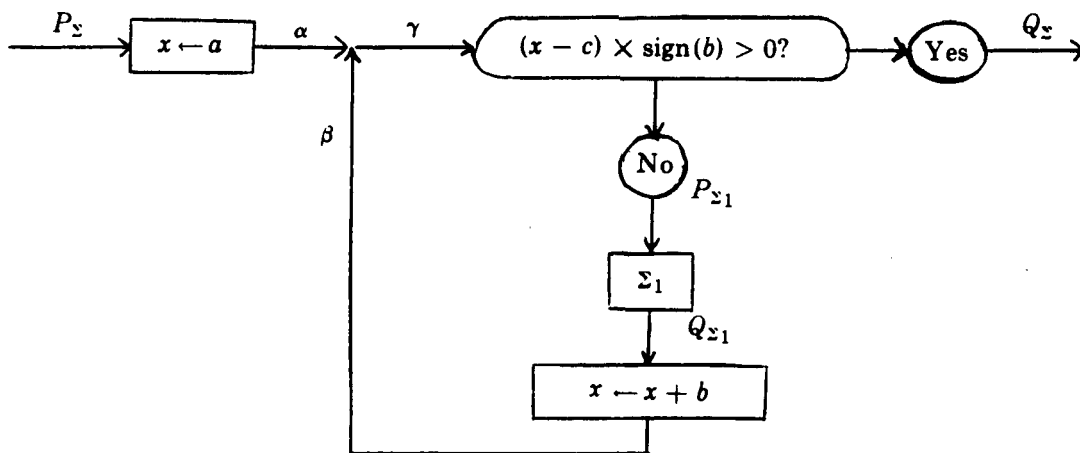 P_Σ
x ← a
α
γ
(x − c) × sign(b) > 0?
Yes
Q_Σ
β
No
P_Σ1
Σ1
Q_Σ1
x ← x + b